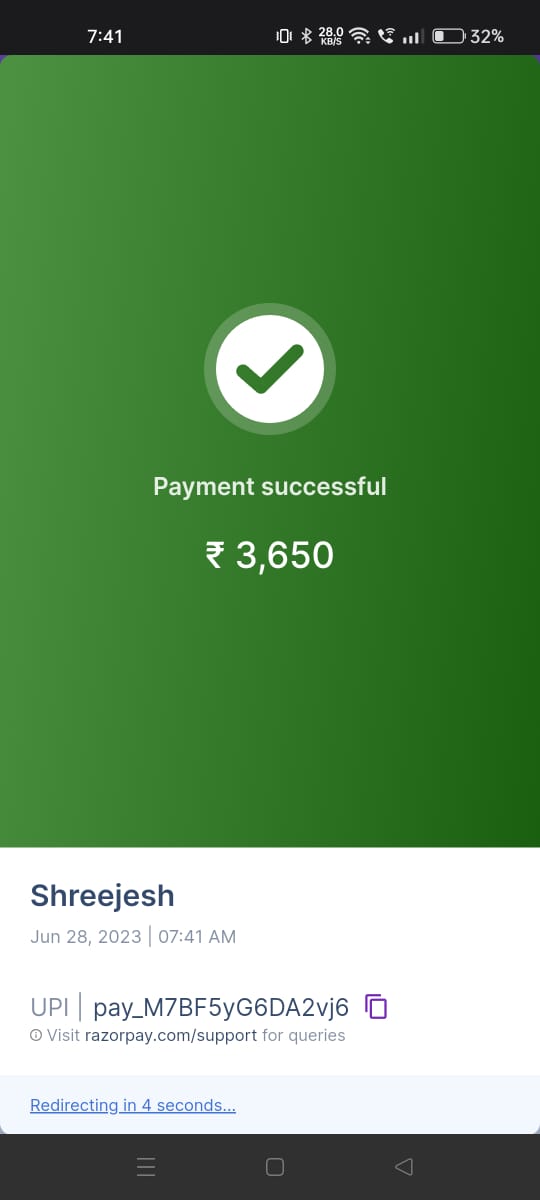 7:41
28.0
KB/S
32%
Payment successful
₹ 3,650
Shreejesh
Jun 28, 2023 | 07:41 AM
UPI | pay_M7BF5yG6DA2vj6
Visit razorpay.com/support for queries
Redirecting in 4 seconds...